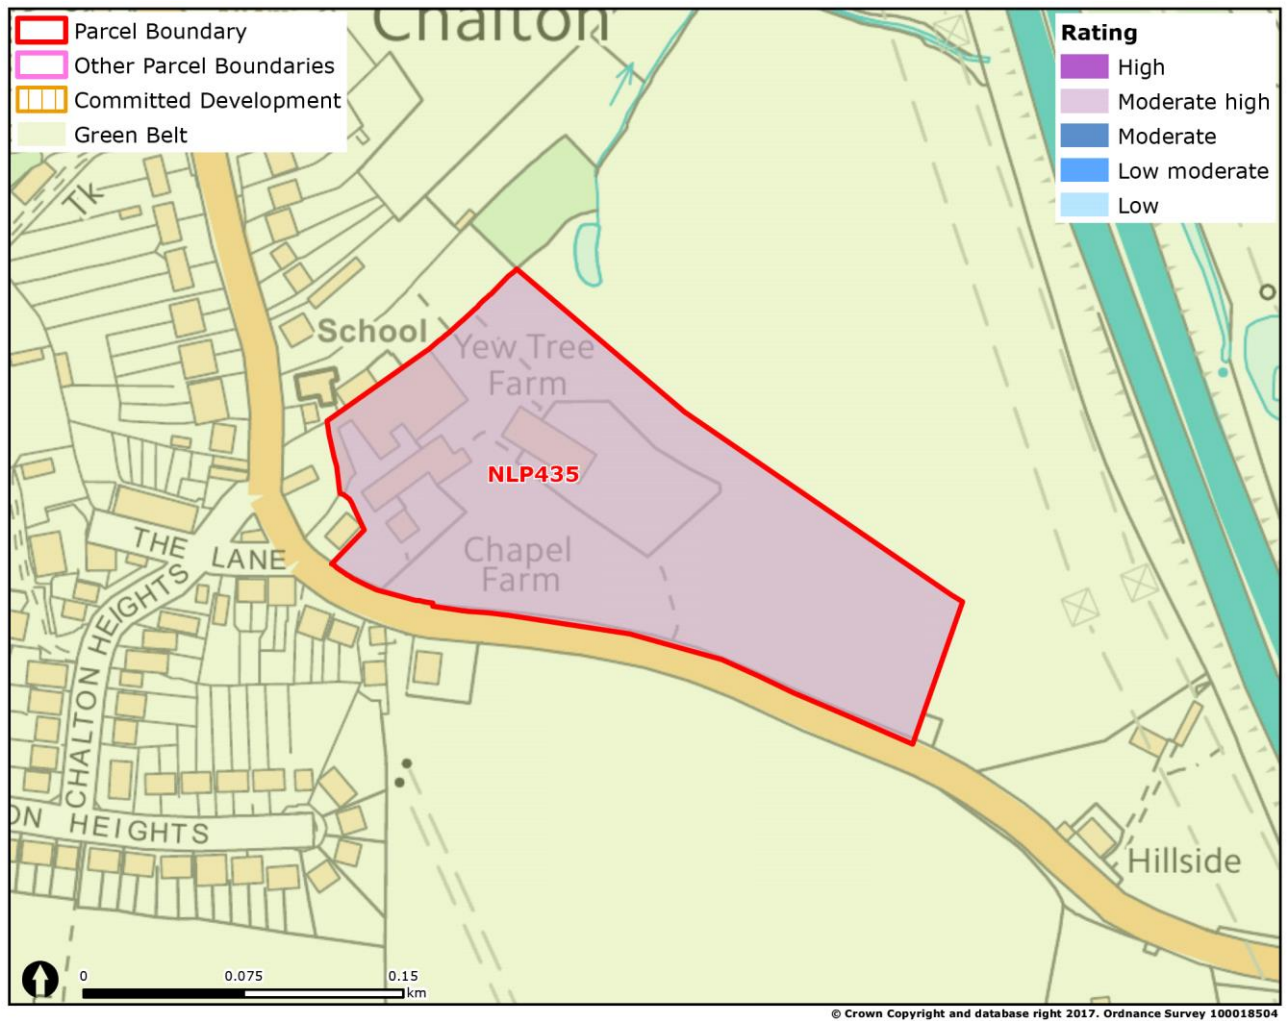 Chalton
Parcel Boundary
Other Parcel Boundaries
Committed Development
Green Belt
Rating
High
Moderate high
Moderate
Low moderate
Low
Tk
School
Yew Tree
Farm
NLP435
Chapel
Farm
THE LANE
CHALTON HEIGHTS
ON HEIGHTS
Hillside
0
0.075
0.15
km
© Crown Copyright and database right 2017. Ordnance Survey 100018504